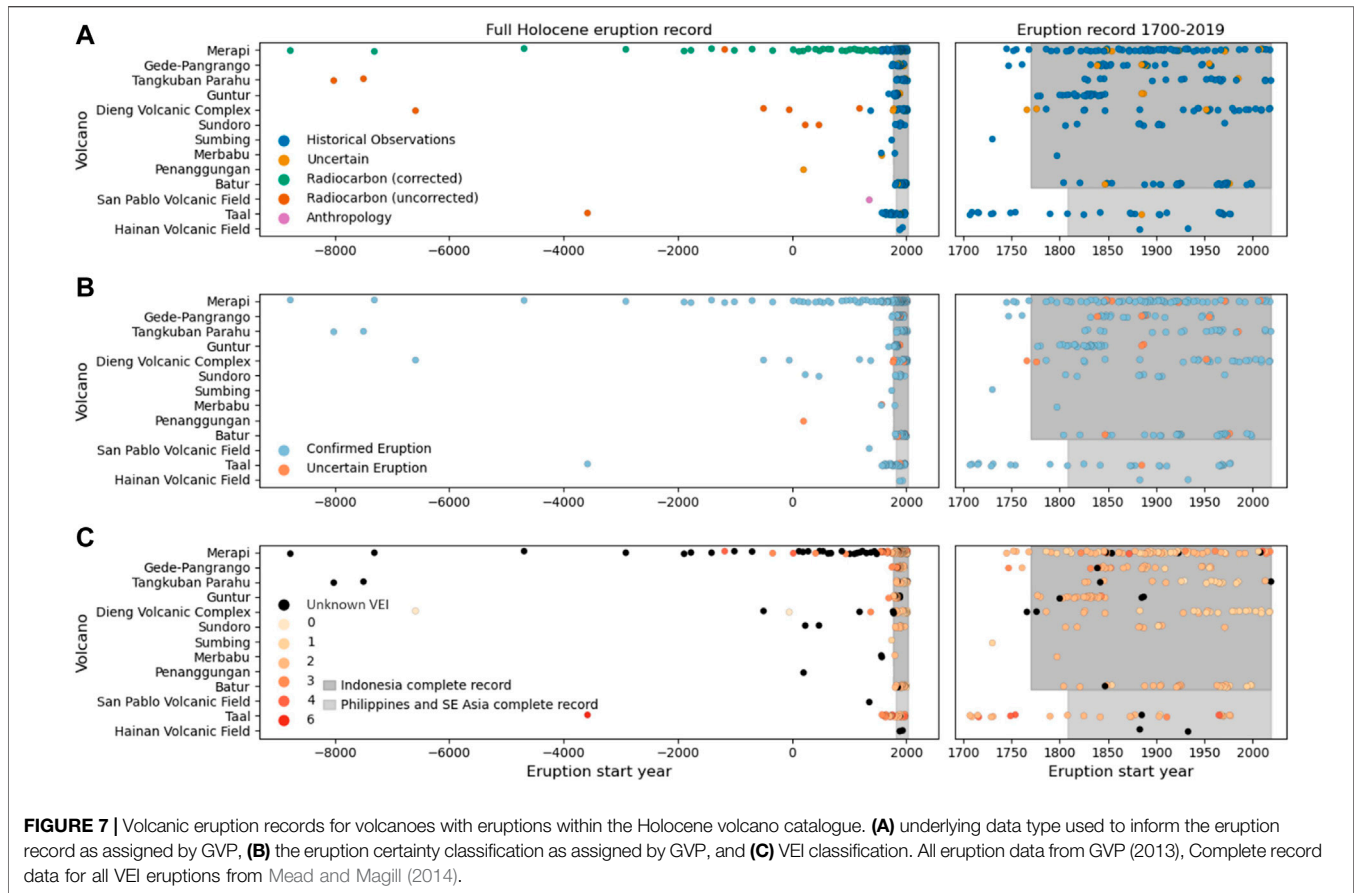 A
Full Holocene eruption record
Eruption record 1700-2019
Volcano
Merapi
Gede-Pangrango
Tangkuban Parahu
Guntur
Dieng Volcanic Complex
Sundoro
Sumbing
Merbabu
Penanggungan
Batur
San Pablo Volcanic Field
Taal
Hainan Volcanic Field
Historical Observations
Uncertain
Radiocarbon (corrected)
Radiocarbon (uncorrected)
Anthropology
−8000 −6000 −4000 −2000 0 2000
1700 1750 1800 1850 1900 1950 2000
B
Volcano
Merapi
Gede-Pangrango
Tangkuban Parahu
Guntur
Dieng Volcanic Complex
Sundoro
Sumbing
Merbabu
Penanggungan
Batur
San Pablo Volcanic Field
Taal
Hainan Volcanic Field
Confirmed Eruption
Uncertain Eruption
−8000 −6000 −4000 −2000 0 2000
1700 1750 1800 1850 1900 1950 2000
C
Volcano
Merapi
Gede-Pangrango
Tangkuban Parahu
Guntur
Dieng Volcanic Complex
Sundoro
Sumbing
Merbabu
Penanggungan
Batur
San Pablo Volcanic Field
Taal
Hainan Volcanic Field
Unknown VEI
0
1
2
3
4
6
Indonesia complete record
Philippines and SE Asia complete record
−8000 −6000 −4000 −2000 0 2000
Eruption start year
1700 1750 1800 1850 1900 1950 2000
Eruption start year
FIGURE 7 | Volcanic eruption records for volcanoes with eruptions within the Holocene volcano catalogue. (A) underlying data type used to inform the eruption
record as assigned by GVP, (B) the eruption certainty classification as assigned by GVP, and (C) VEI classification. All eruption data from GVP (2013), Complete record
data for all VEI eruptions from Mead and Magill (2014).